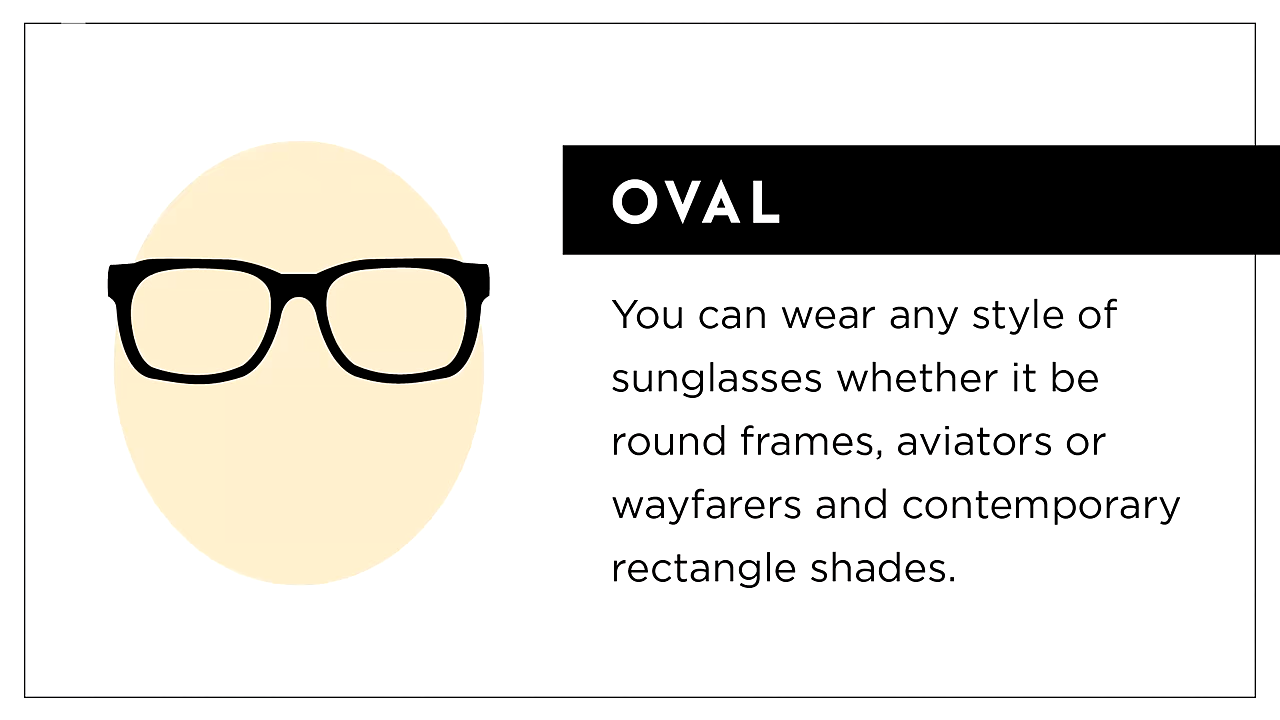 OVAL
You can wear any style of
sunglasses whether it be
round frames, aviators or
wayfarers and contemporary
rectangle shades.